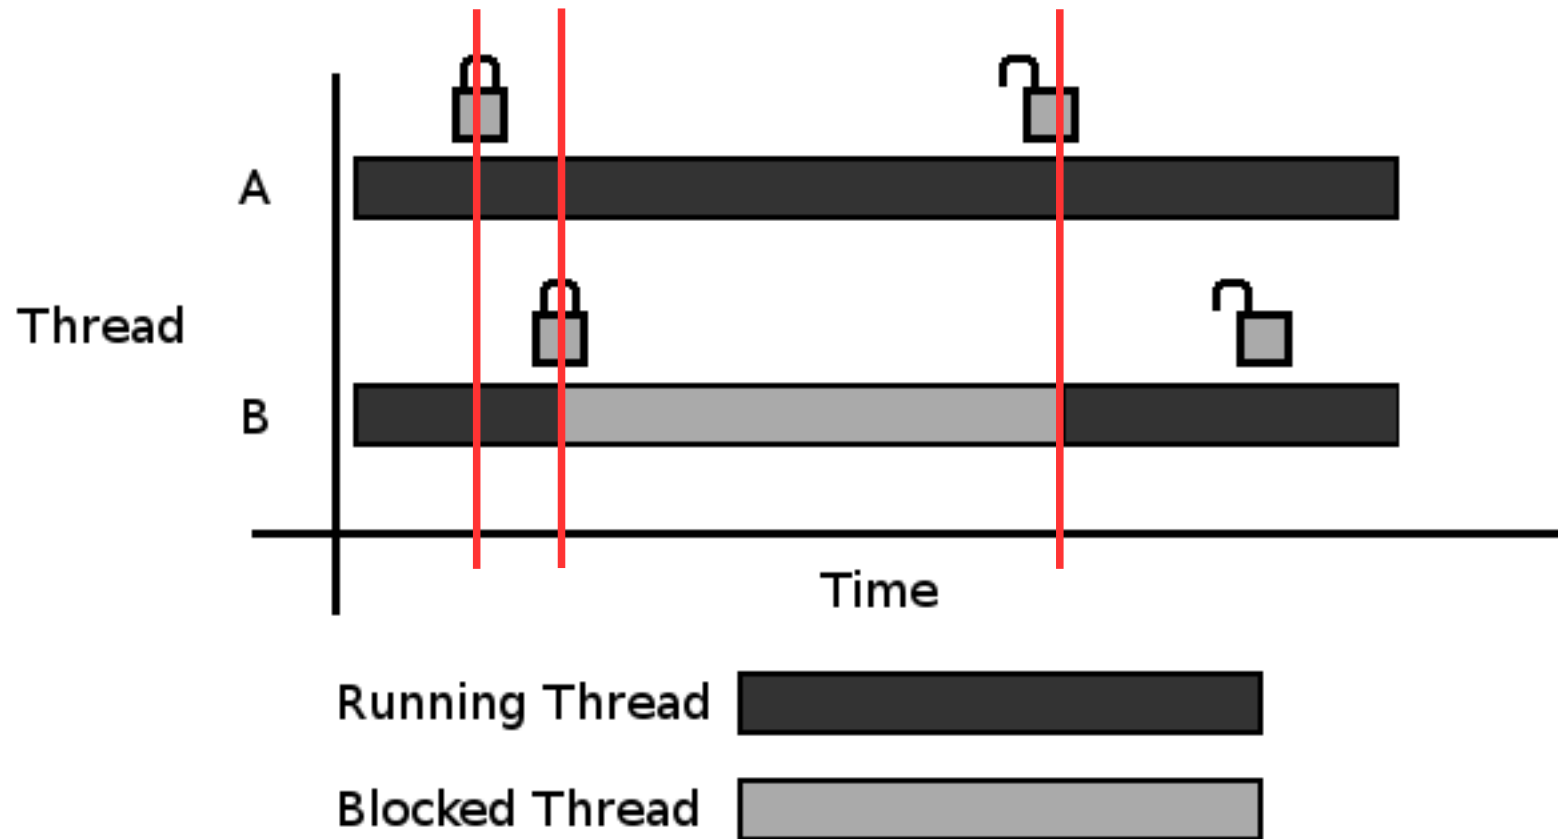 A
Thread
B
Time
Running Thread
Blocked Thread